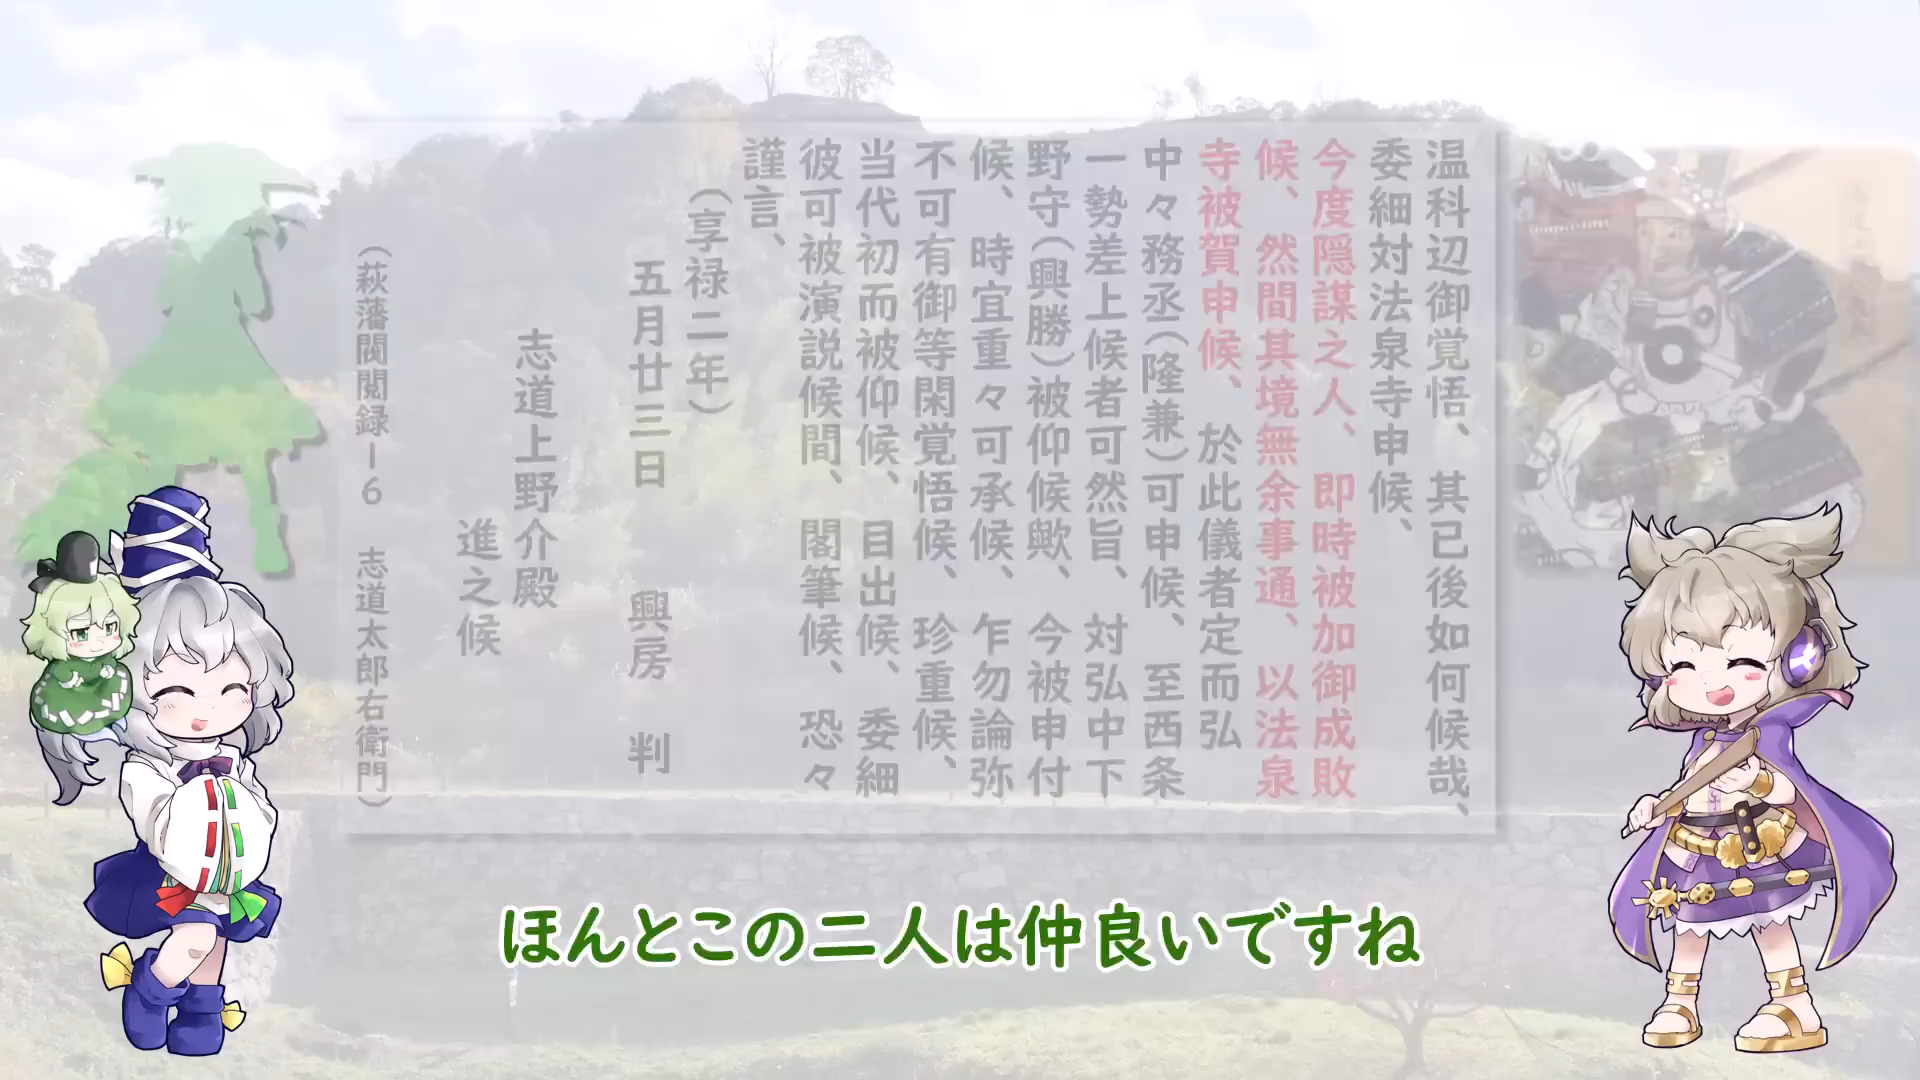 温科辺御覚悟、其已後如何候哉、
委細対法泉寺申候、
今度隠謀之人、即時被加御成敗
候、然間其境無余事通、以法泉
寺被賀申候、於此儀者定而弘
中々務丞(隆兼)可申候、至西条
一勢差上候者可然旨、対弘中下
野守(興勝)被仰候歟、今被申付
候、時宜重々可承候、乍勿論弥
不可有御等閑覚悟候、珍重候、
当代初而被仰候、目出候、委細
彼可被演説候間、閣筆候、恐々
謹言、
(享禄二年)
五月廿三日　興房　判
志道上野介殿
進之候
(萩藩閥閲録－6　志道太郎右衛門)
ほんとこの二人は仲良いですね